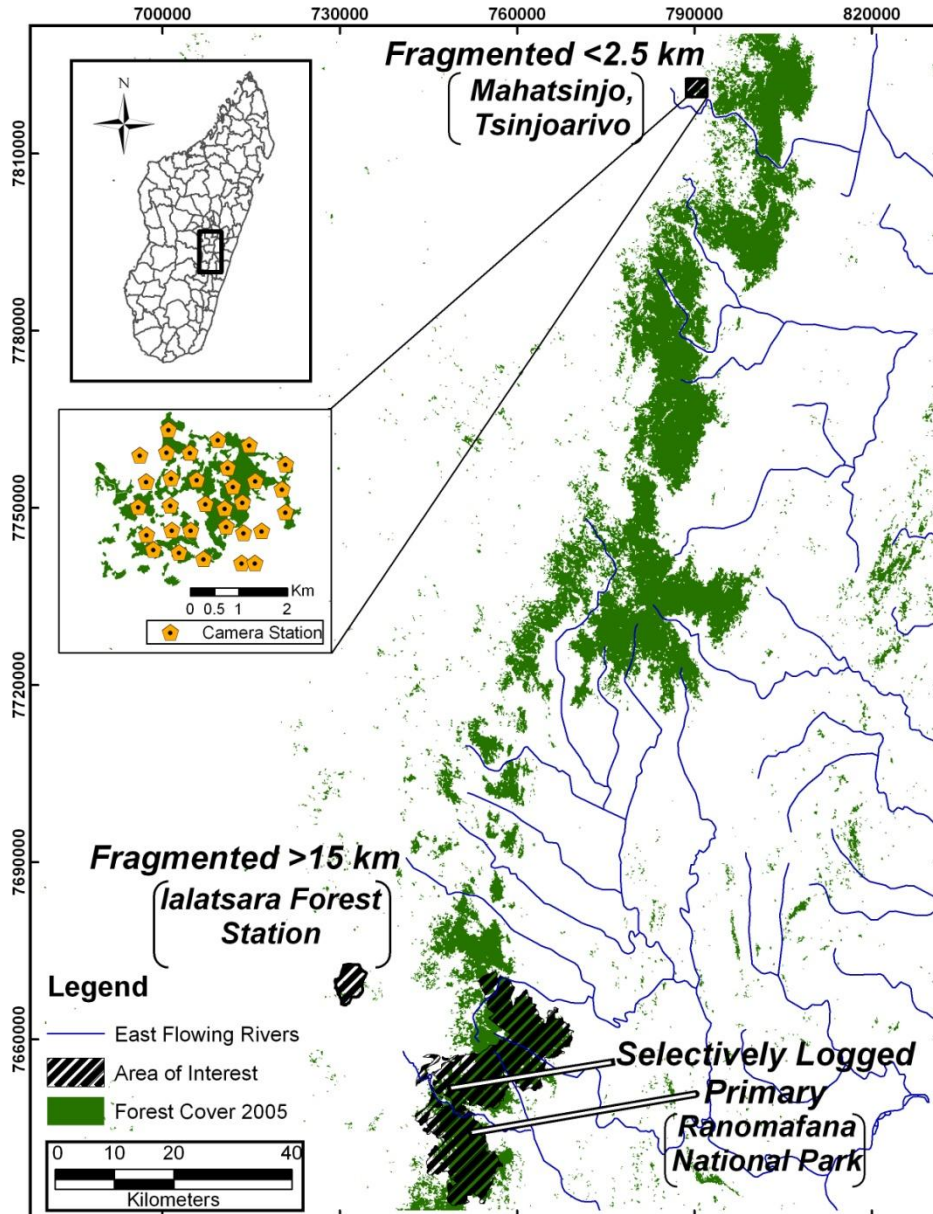 700000 730000 760000 790000 820000
Fragmented <2.5 km
Mahatsinjo,
Tsinjoarivo
N
7810000
7780000
7750000
7720000
7690000
7660000
Km
0 0.5 1 2
Camera Station
Fragmented >15 km
Ialatsara Forest
Station
Legend
East Flowing Rivers
Area of Interest
Forest Cover 2005
0 10 20 40
Kilometers
Selectively Logged
Primary
Ranomafana
National Park